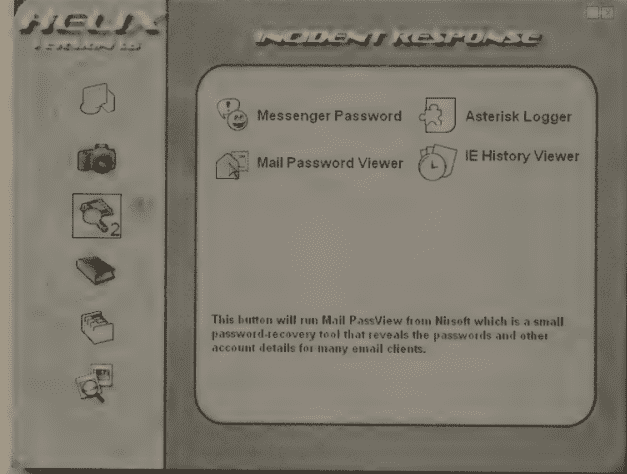 HELIX
INCIDENT RESPONSE
Messenger Password
Asterisk Logger
Mail Password Viewer
IE History Viewer
2
This button will run Mail PassView from Nirsoft which is a small
password-recovery tool that reveals the passwords and other
account details for many email clients.